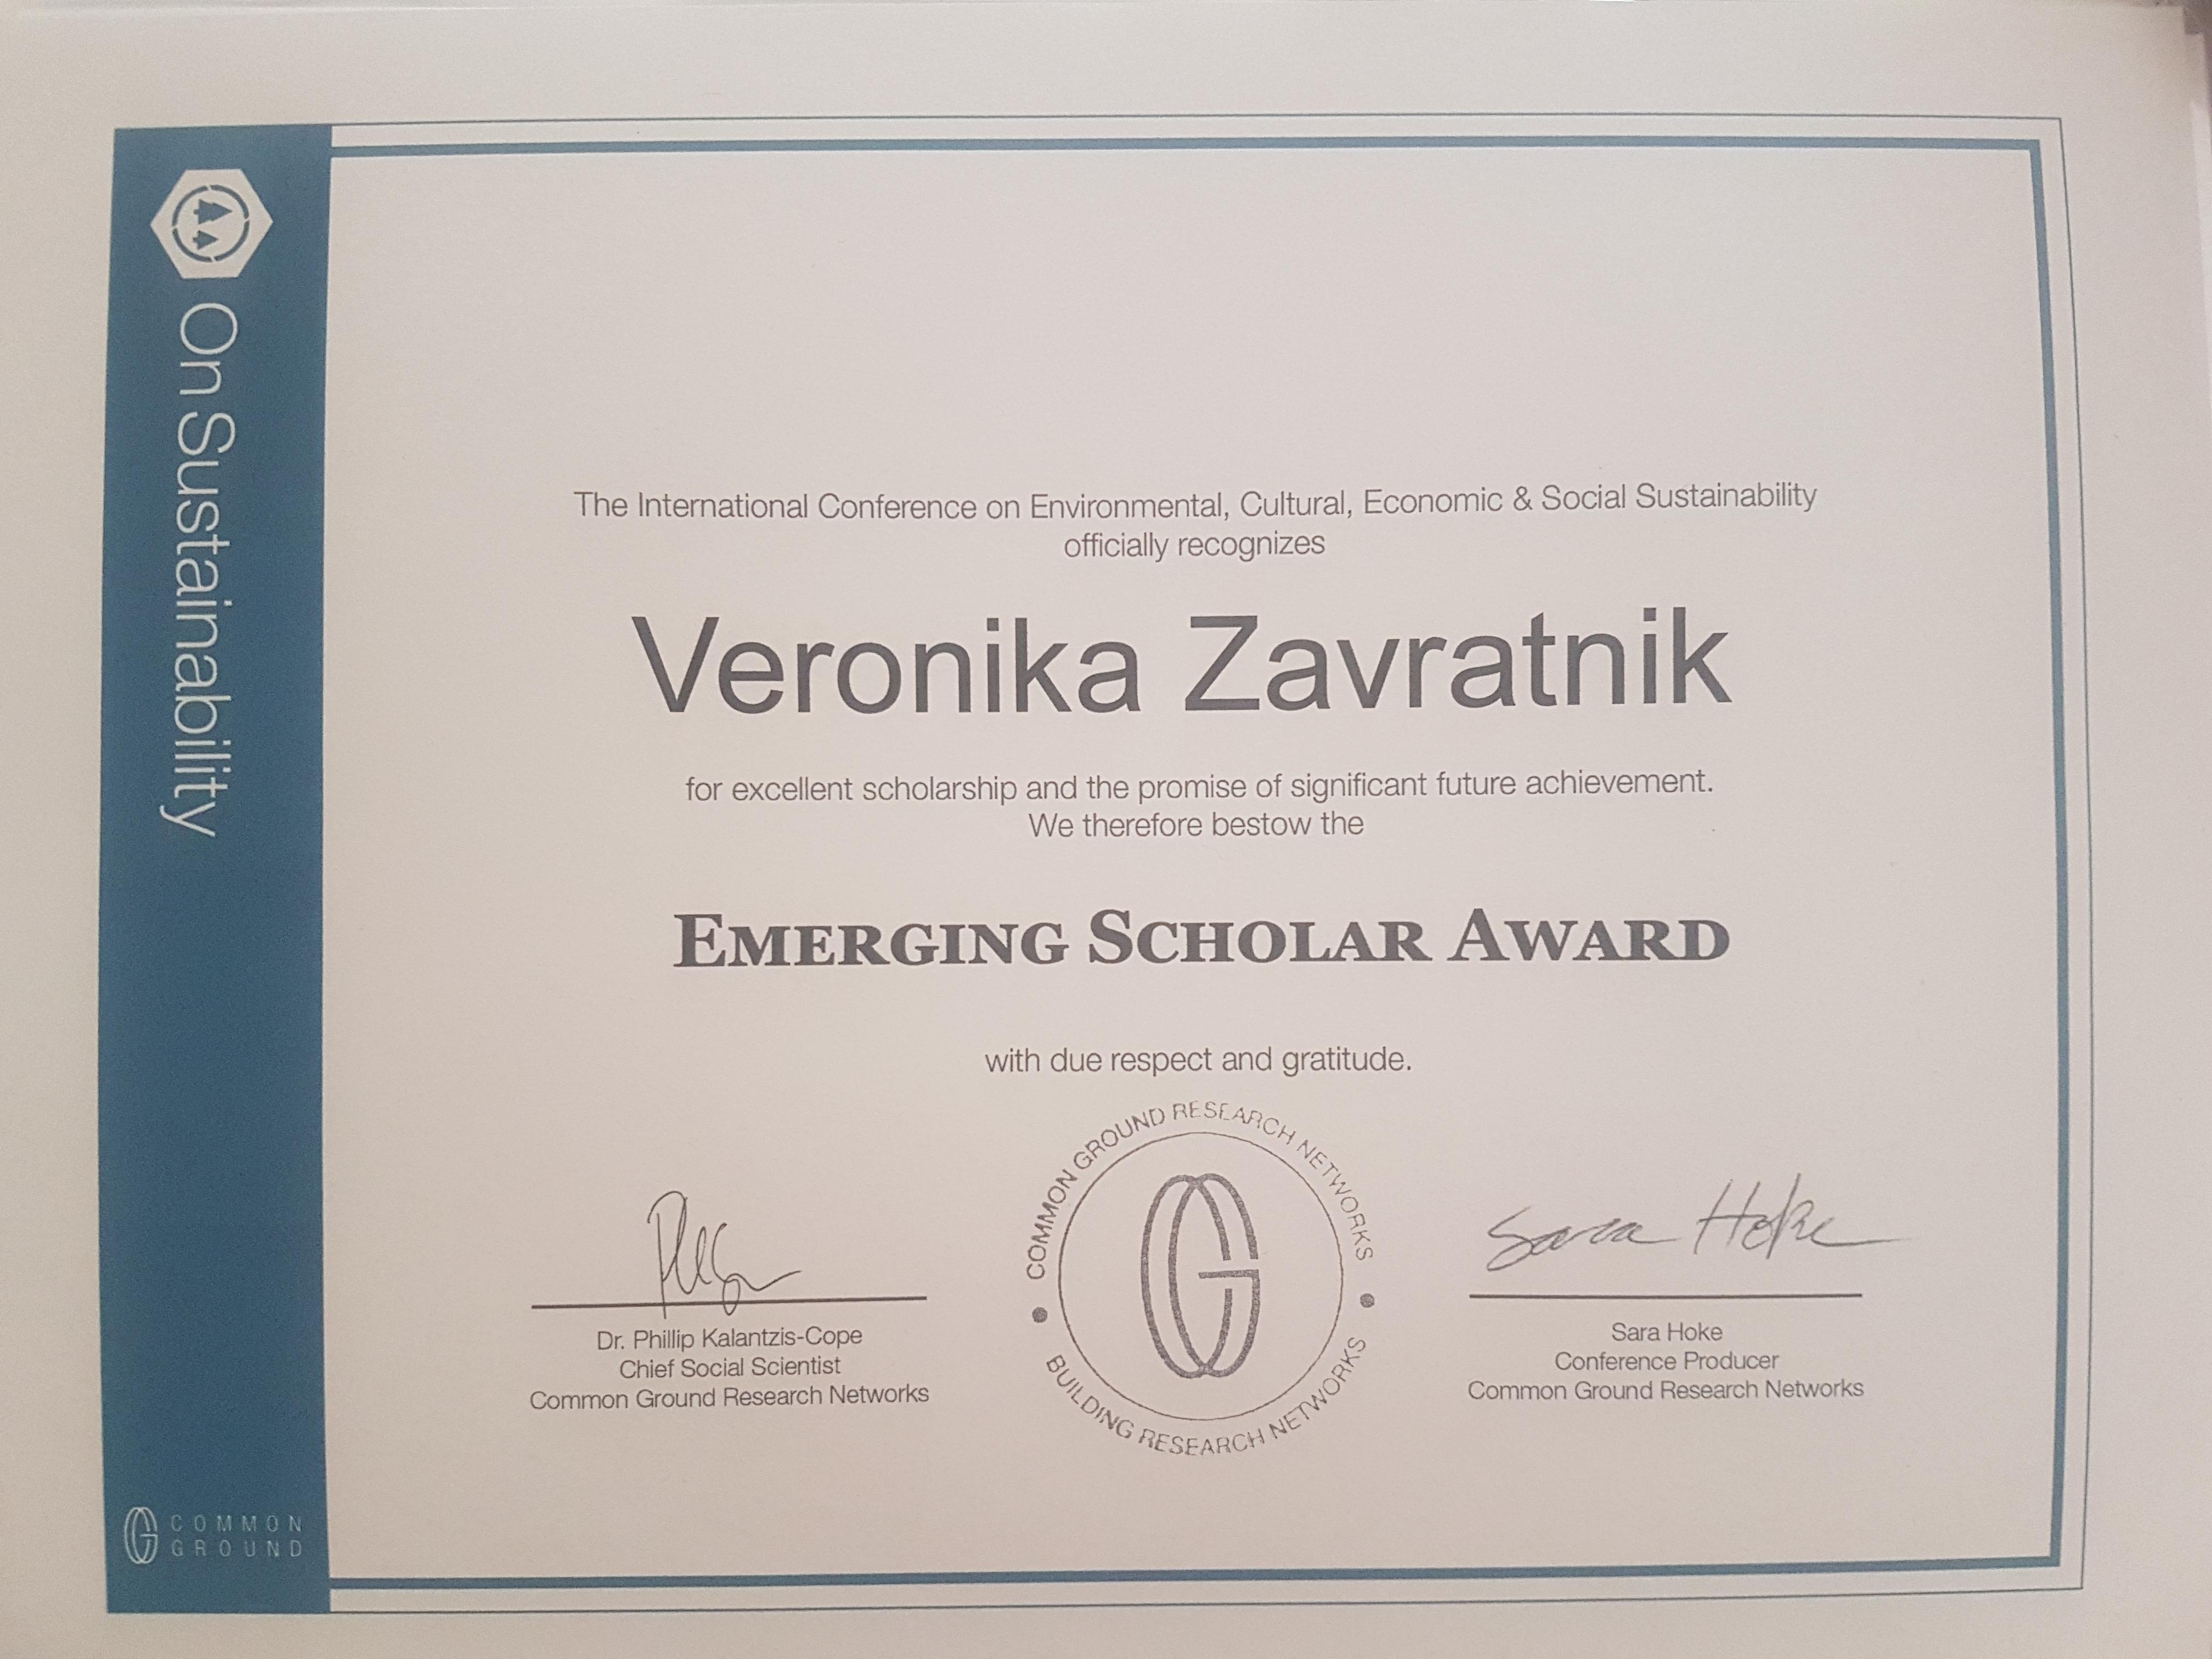 On Sustainability
The International Conference on Environmental, Cultural, Economic & Social Sustainability
officially recognizes
Veronika Zavratnik
for excellent scholarship and the promise of significant future achievement.
We therefore bestow the
EMERGING SCHOLAR AWARD
with due respect and gratitude.
COMMON GROUND RESEARCH NETWORKS
BUILDING RESEARCH NETWORKS
Sara Hoke
Dr. Phillip Kalantzis-Cope
Chief Social Scientist
Common Ground Research Networks
Sara Hoke
Conference Producer
Common Ground Research Networks
COMMON
GROUND